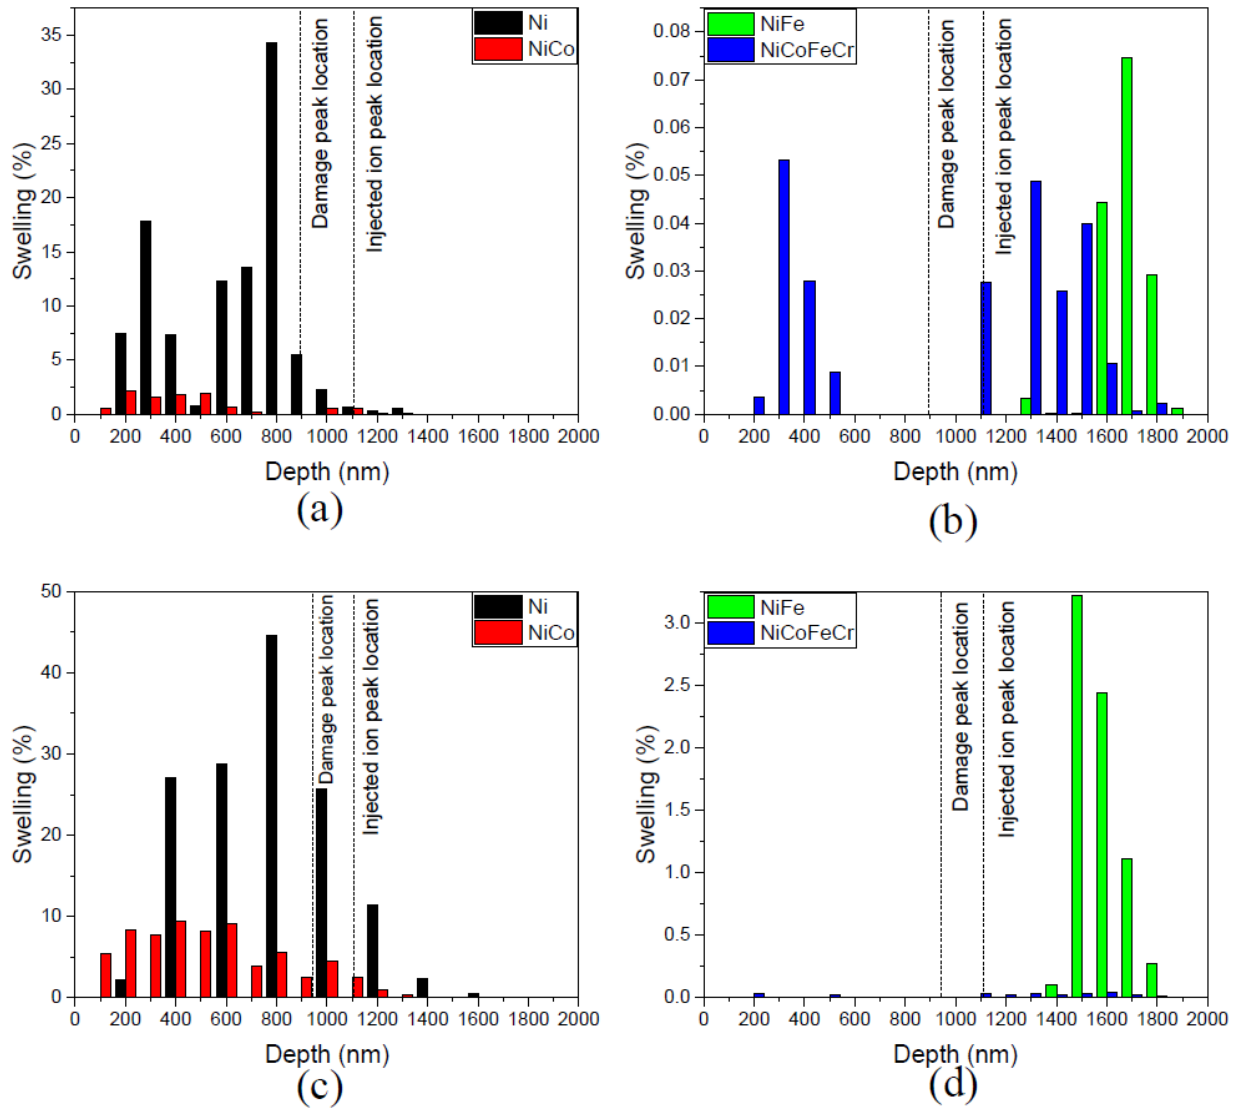 Ni
NiCo
Damage peak location
Injected ion peak location
Swelling (%)
35
30
25
20
15
10
5
0
0 200 400 600 800 1000 1200 1400 1600 1800 2000
Depth (nm)
(a)
NiFe
NiCoFeCr
Damage peak location
Injected ion peak location
Swelling (%)
0.08
0.07
0.06
0.05
0.04
0.03
0.02
0.01
0.00
0 200 400 600 800 1000 1200 1400 1600 1800 2000
Depth (nm)
(b)
Ni
NiCo
Damage peak location
Injected ion peak location
Swelling (%)
50
40
30
20
10
0
0 200 400 600 800 1000 1200 1400 1600 1800 2000
Depth (nm)
(c)
NiFe
NiCoFeCr
Damage peak location
Injected ion peak location
Swelling (%)
3.0
2.5
2.0
1.5
1.0
0.5
0.0
0 200 400 600 800 1000 1200 1400 1600 1800 2000
Depth (nm)
(d)